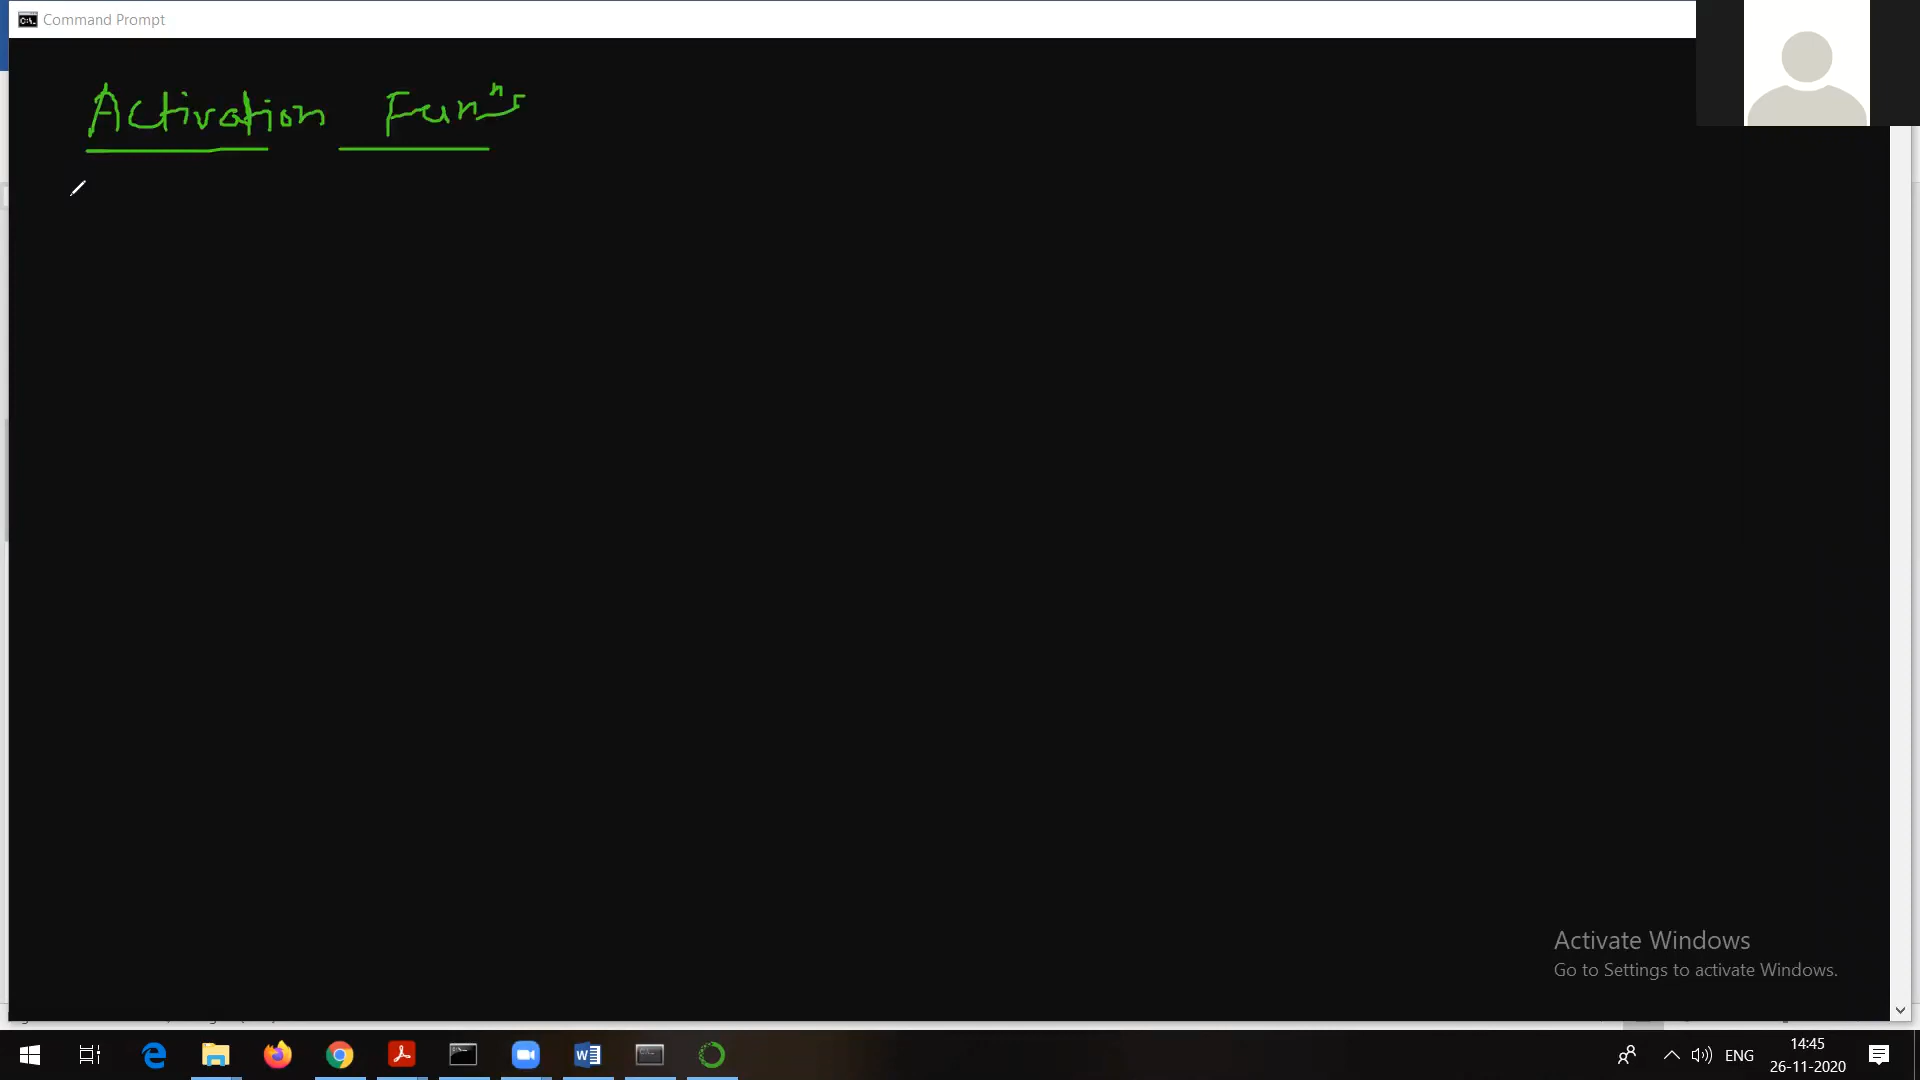 Command Prompt
Activation Funⁿs
Activate Windows
Go to Settings to activate Windows.
ENG
14:45
26-11-2020